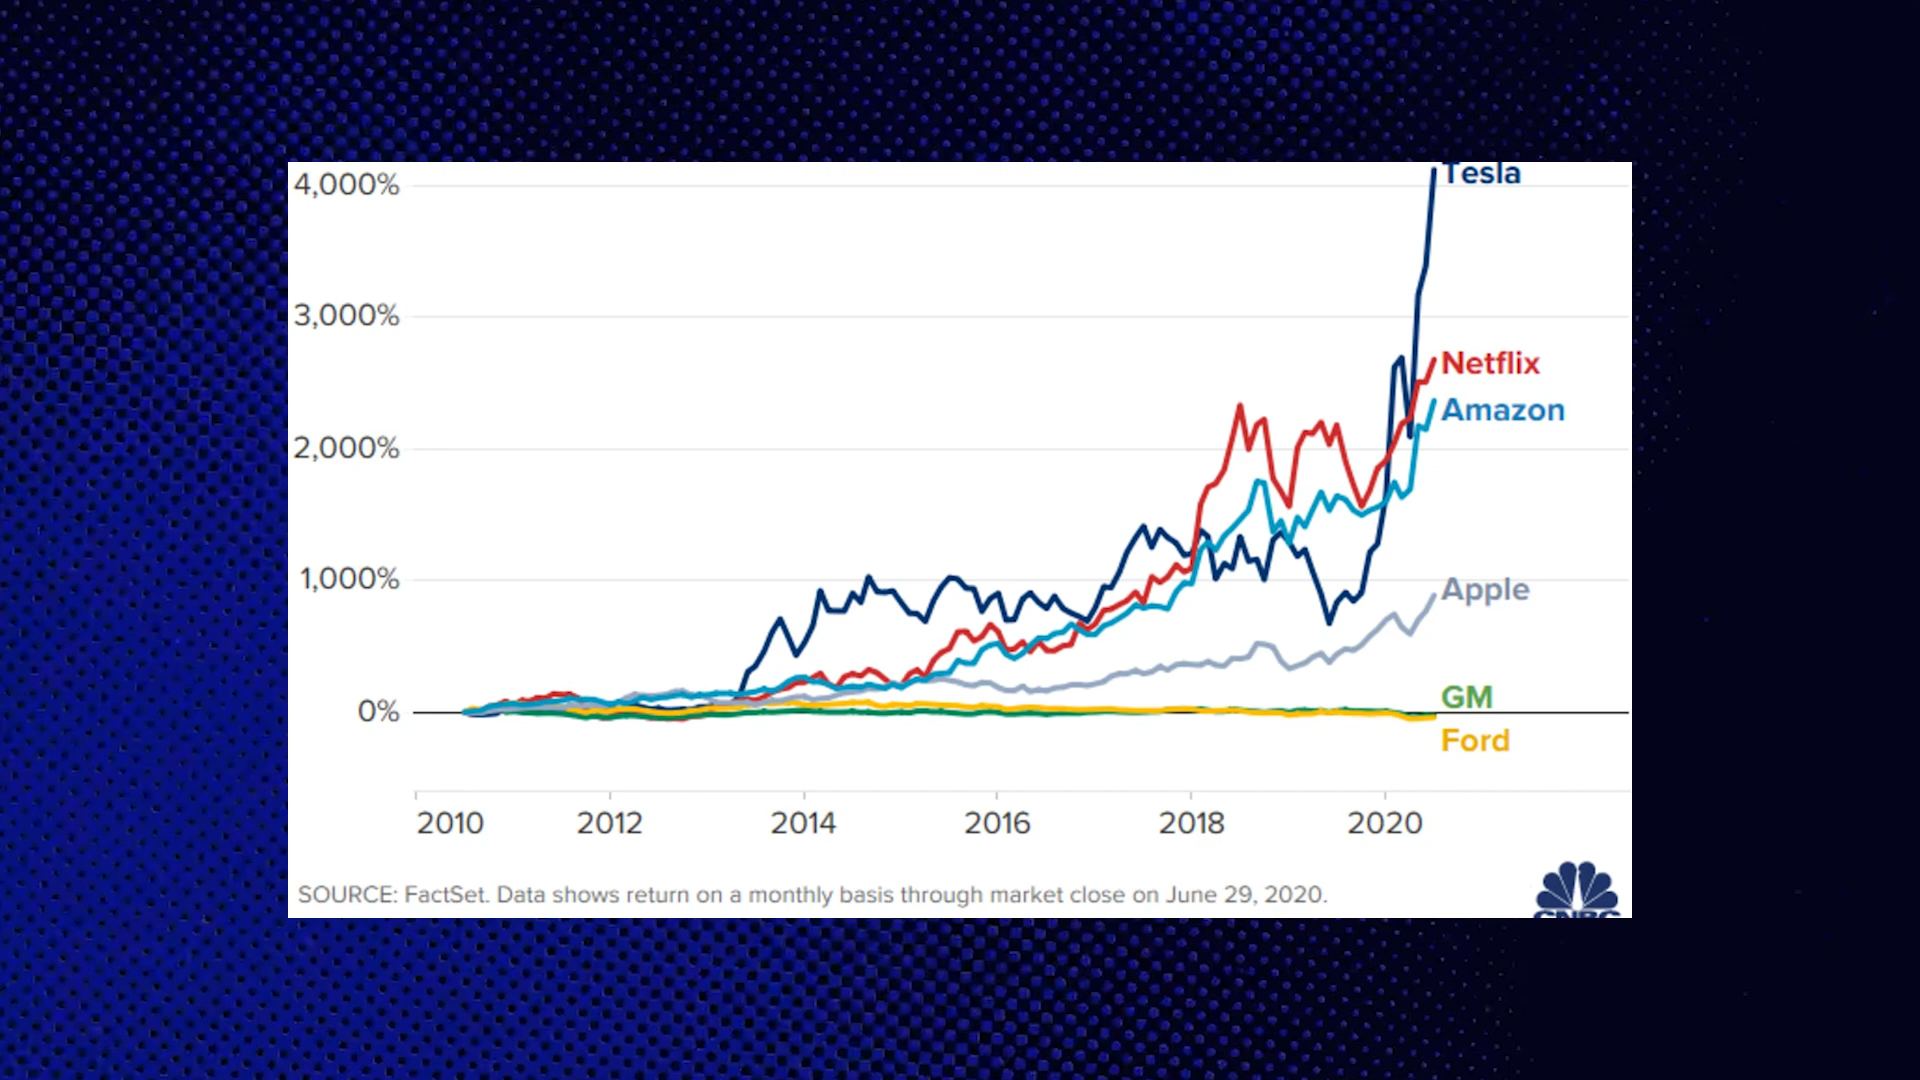 4,000%
Tesla
3,000%
Netflix
Amazon
2,000%
1,000%
Apple
GM
0%
Ford
2010 2012 2014 2016 2018 2020
SOURCE: FactSet. Data shows return on a monthly basis through market close on June 29, 2020.
CNBC